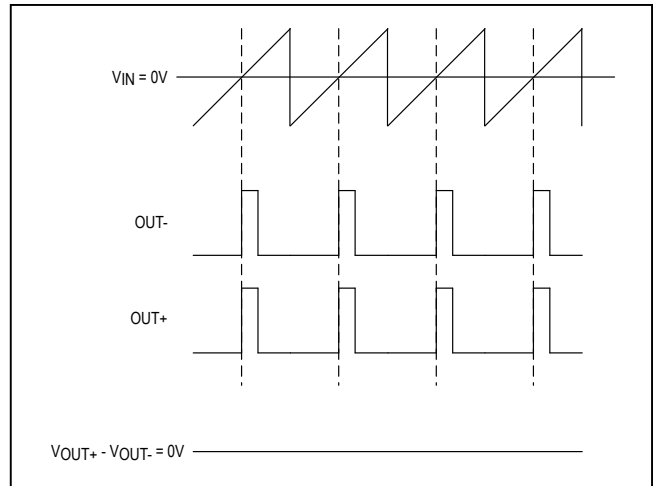 VIN = 0V
OUT-
OUT+
VOUT+ - VOUT- = 0V